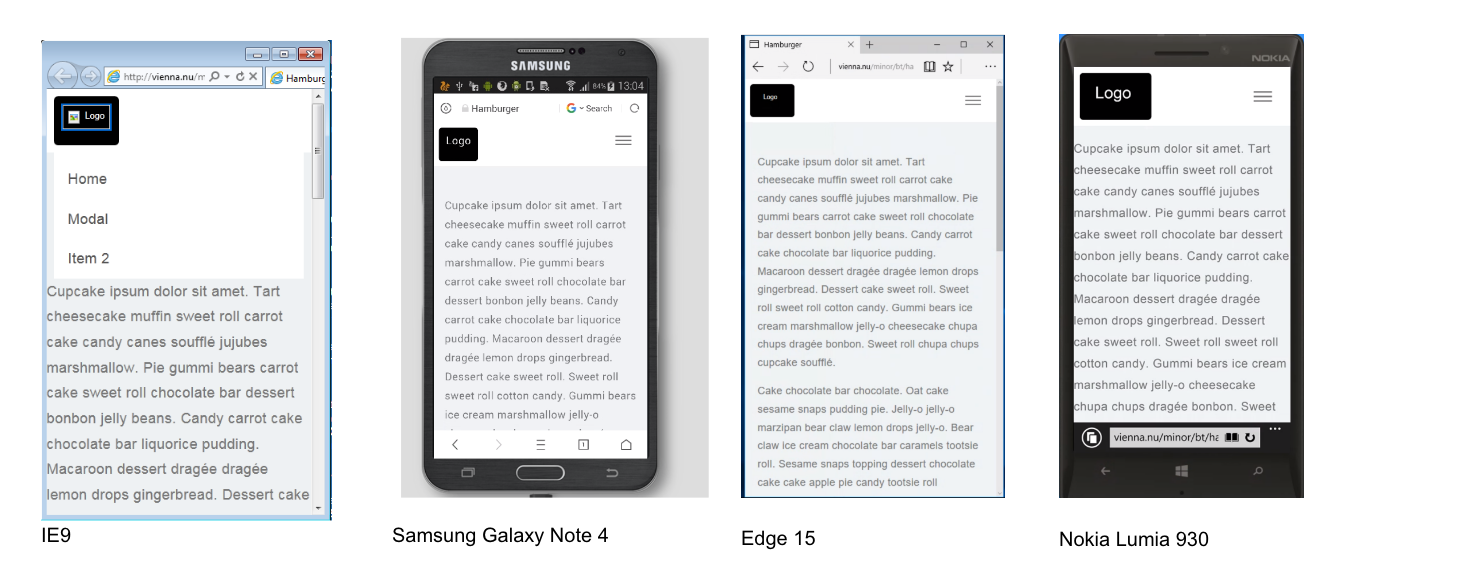 http://vienna.nu/m
Hamburg
Logo
Home
Modal
Item 2
Cupcake ipsum dolor sit amet. Tart
cheesecake muffin sweet roll carrot
cake candy canes soufflé jujubes
marshmallow. Pie gummi bears carrot
cake sweet roll chocolate bar dessert
bonbon jelly beans. Candy carrot cake
chocolate bar liquorice pudding.
Macaroon dessert dragée dragée
lemon drops gingerbread. Dessert cake
IE9
SAMSUNG
84% 13:04
Hamburger
G Search
Logo
Cupcake ipsum dolor sit amet. Tart
cheesecake muffin sweet roll carrot
cake candy canes soufflé jujubes
marshmallow. Pie gummi bears
carrot cake sweet roll chocolate bar
dessert bonbon jelly beans. Candy
carrot cake chocolate bar liquorice
pudding. Macaroon dessert dragée
dragée lemon drops gingerbread.
Dessert cake sweet roll. Sweet roll
sweet roll cotton candy. Gummi bears
ice cream marshmallow jelly-o
1
Samsung Galaxy Note 4
Hamburger
vienna.nu/minor/bt/ha
Logo
Cupcake ipsum dolor sit amet. Tart
cheesecake muffin sweet roll carrot cake
candy canes soufflé jujubes marshmallow. Pie
gummi bears carrot cake sweet roll chocolate
bar dessert bonbon jelly beans. Candy carrot
cake chocolate bar liquorice pudding.
Macaroon dessert dragée dragée lemon drops
gingerbread. Dessert cake sweet roll. Sweet
roll sweet roll cotton candy. Gummi bears ice
cream marshmallow jelly-o cheesecake chupa
chups dragée bonbon. Sweet roll chupa chups
cupcake soufflé.
Cake chocolate bar chocolate. Oat cake
sesame snaps pudding pie. Jelly-o jelly-o
marzipan bear claw lemon drops jelly-o. Bear
claw ice cream chocolate bar caramels tootsie
roll. Sesame snaps topping dessert chocolate
cake cake apple pie candy tootsie roll
Edge 15
NOKIA
Logo
Cupcake ipsum dolor sit amet. Tart
cheesecake muffin sweet roll carrot
cake candy canes soufflé jujubes
marshmallow. Pie gummi bears carrot
cake sweet roll chocolate bar dessert
bonbon jelly beans. Candy carrot cake
chocolate bar liquorice pudding.
Macaroon dessert dragée dragée
lemon drops gingerbread. Dessert
cake sweet roll. Sweet roll sweet roll
cotton candy. Gummi bears ice cream
marshmallow jelly-o cheesecake
chupa chups dragée bonbon. Sweet
vienna.nu/minor/bt/ha
Nokia Lumia 930